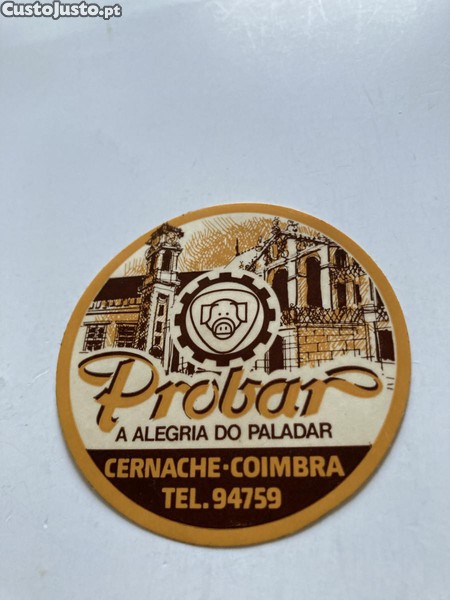 CustoJusto.pt
Probar
A ALEGRIA DO PALADAR
CERNACHE·COIMBRA
TEL. 94759